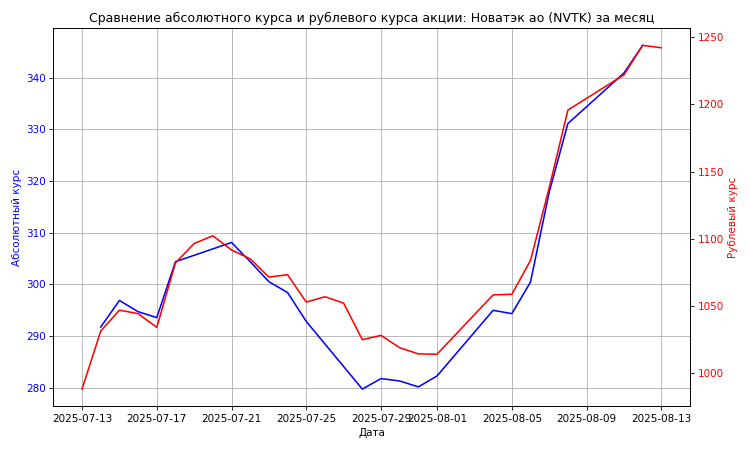 Сравнение абсолютного курса и рублевого курса акции: Новатэк ао (NVTK) за месяц
Абсолютный курс
340
330
320
310
300
290
280
1250
1200
1150
1100
1050
1000
Рублевый курс
2025-07-13 2025-07-17 2025-07-21 2025-07-25 2025-07-29 2025-08-01 2025-08-05 2025-08-09 2025-08-13
Дата